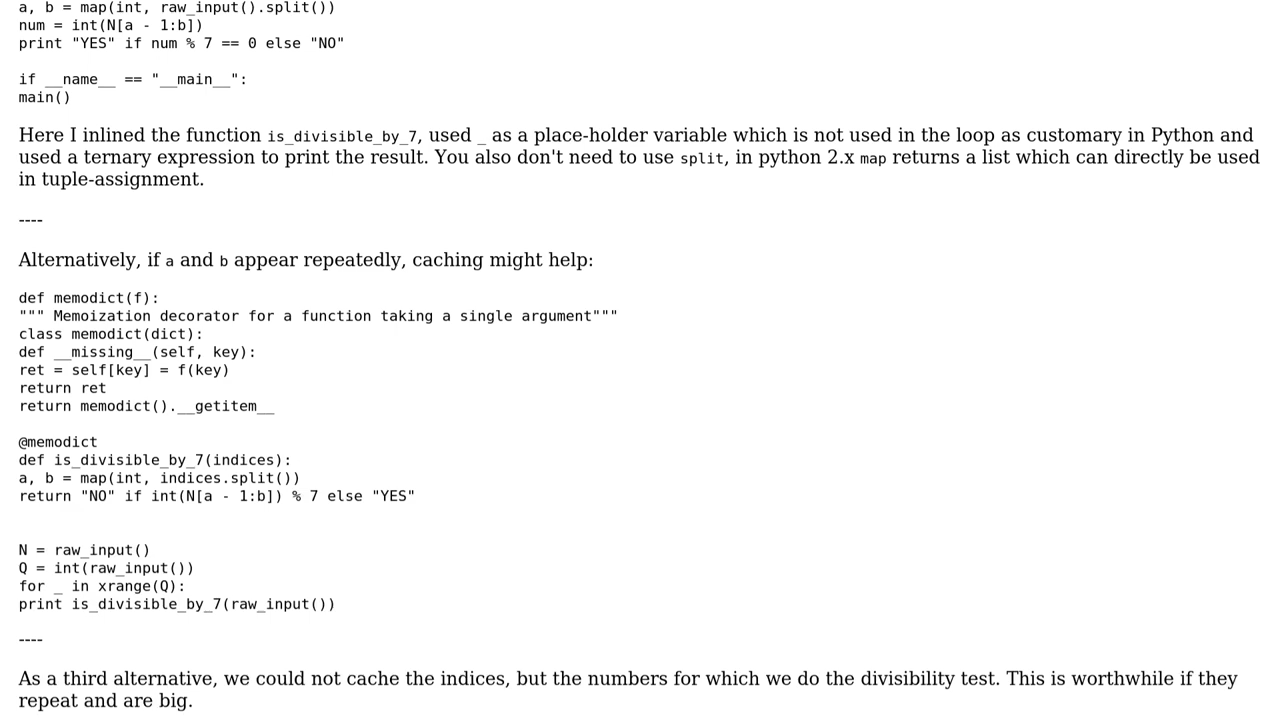 a, b = map(int, raw_input().split())
num = int(N[a - 1:b])
print "YES" if num % 7 == 0 else "NO"
if __name__ == "__main__":
main()
Here I inlined the function is_divisible_by_7, used _ as a place-holder variable which is not used in the loop as customary in Python and
used a ternary expression to print the result. You also don't need to use split, in python 2.x map returns a list which can directly be used
in tuple-assignment.
----
Alternatively, if a and b appear repeatedly, caching might help:
def memodict(f):
""" Memoization decorator for a function taking a single argument"""
class memodict(dict):
def __missing__(self, key):
ret = self[key] = f(key)
return ret
return memodict().__getitem__
@memodict
def is_divisible_by_7(indices):
a, b = map(int, indices.split())
return "NO" if int(N[a - 1:b]) % 7 else "YES"
N = raw_input()
Q = int(raw_input())
for _ in xrange(Q):
print is_divisible_by_7(raw_input())
----
As a third alternative, we could not cache the indices, but the numbers for which we do the divisibility test. This is worthwhile if they
repeat and are big.